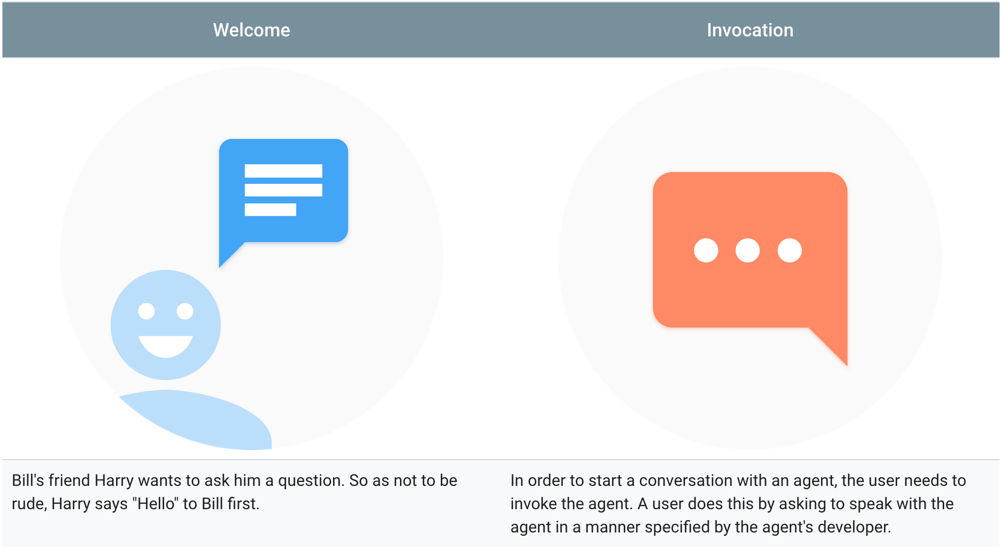 Welcome
Invocation
Bill's friend Harry wants to ask him a question. So as not to be
rude, Harry says "Hello" to Bill first.
In order to start a conversation with an agent, the user needs to
invoke the agent. A user does this by asking to speak with the
agent in a manner specified by the agent's developer.